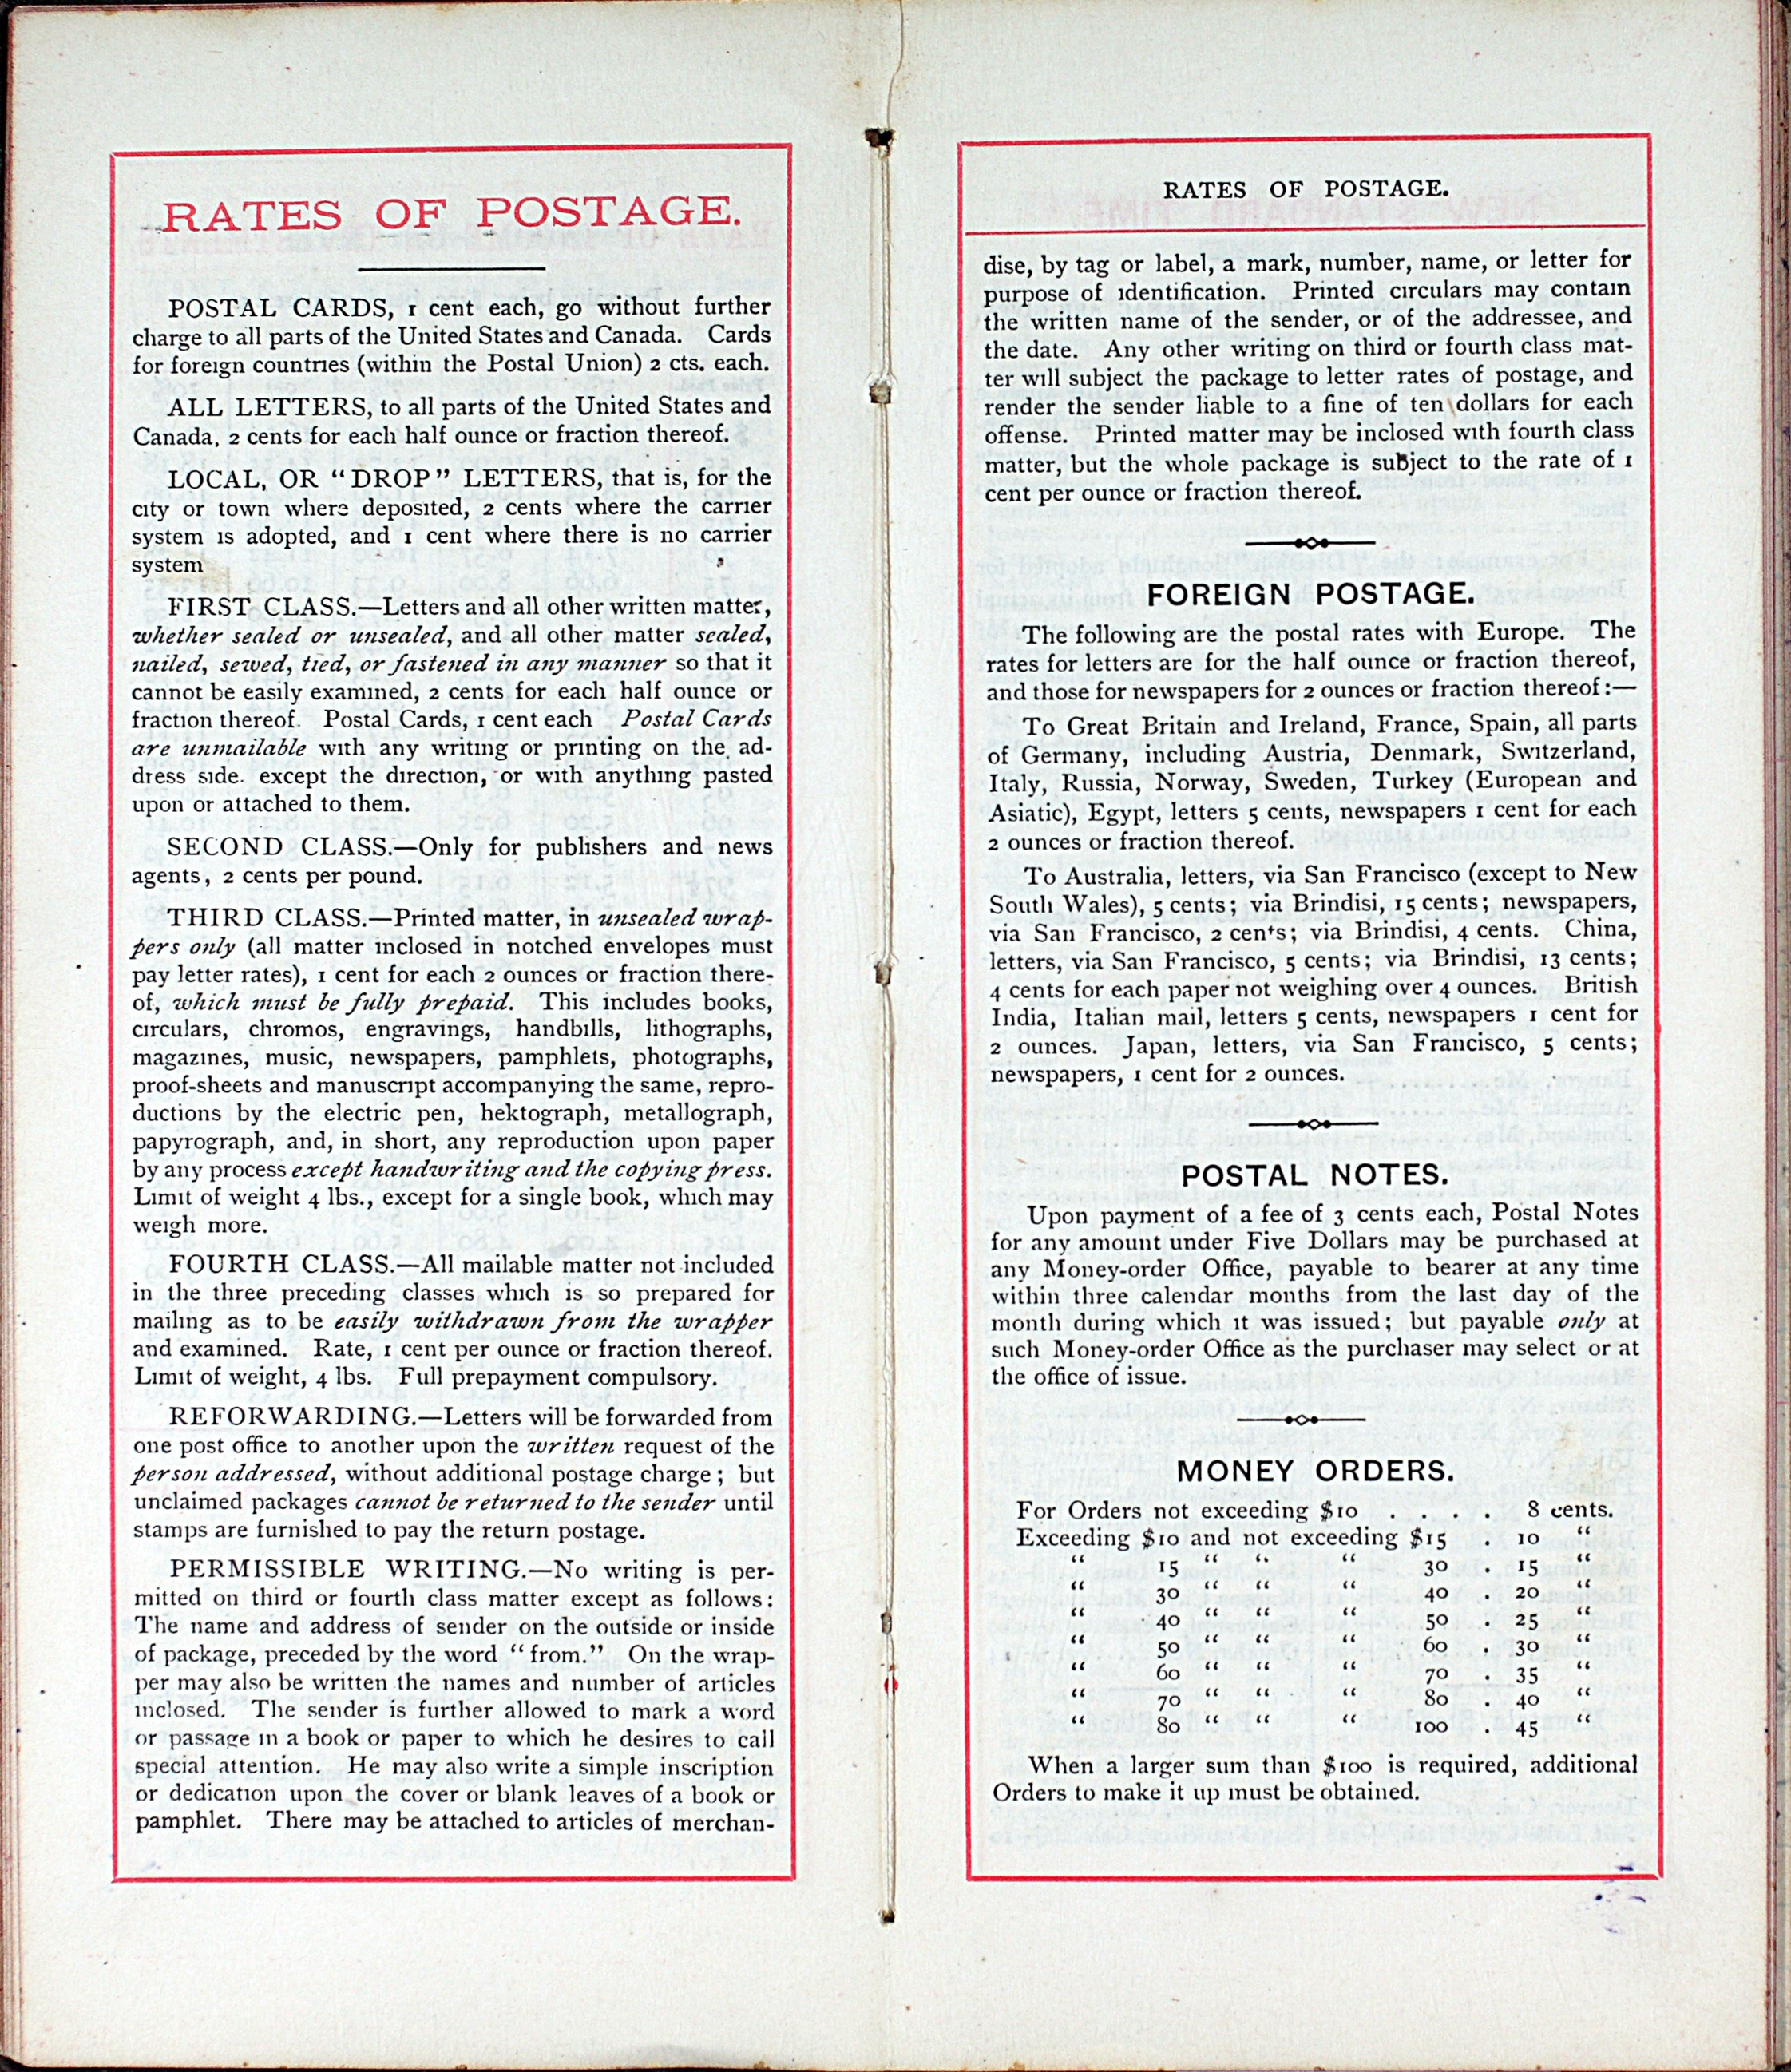 RATES OF POSTAGE.
POSTAL CARDS, 1 cent each, go without further
charge to all parts of the United States and Canada. Cards
for foreign countries (within the Postal Union) 2 cts. each.
ALL LETTERS, to all parts of the United States and
Canada, 2 cents for each half ounce or fraction thereof.
LOCAL, OR "DROP" LETTERS, that is, for the
city or town where deposited, 2 cents where the carrier
system is adopted, and 1 cent where there is no carrier
system
FIRST CLASS.—Letters and all other written matter,
whether sealed or unsealed, and all other matter sealed,
nailed, sewed, tied, or fastened in any manner so that it
cannot be easily examined, 2 cents for each half ounce or
fraction thereof. Postal Cards, 1 cent each Postal Cards
are unmailable with any writing or printing on the ad-
dress side. except the direction, or with anything pasted
upon or attached to them.
SECOND CLASS.—Only for publishers and news
agents, 2 cents per pound.
THIRD CLASS.—Printed matter, in unsealed wrap-
pers only (all matter inclosed in notched envelopes must
pay letter rates), 1 cent for each 2 ounces or fraction there-
of, which must be fully prepaid. This includes books,
circulars, chromos, engravings, handbills, lithographs,
magazines, music, newspapers, pamphlets, photographs,
proof-sheets and manuscript accompanying the same, repro-
ductions by the electric pen, hektograph, metallograph,
papyrograph, and, in short, any reproduction upon paper
by any process except handwriting and the copying press.
Limit of weight 4 lbs., except for a single book, which may
weigh more.
FOURTH CLASS.—All mailable matter not included
in the three preceding classes which is so prepared for
mailing as to be easily withdrawn from the wrapper
and examined. Rate, 1 cent per ounce or fraction thereof.
Limit of weight, 4 lbs. Full prepayment compulsory.
REFORWARDING.—Letters will be forwarded from
one post office to another upon the written request of the
person addressed, without additional postage charge; but
unclaimed packages cannot be returned to the sender until
stamps are furnished to pay the return postage.
PERMISSIBLE WRITING.—No writing is per-
mitted on third or fourth class matter except as follows:
The name and address of sender on the outside or inside
of package, preceded by the word "from." On the wrap-
per may also be written the names and number of articles
inclosed. The sender is further allowed to mark a word
or passage in a book or paper to which he desires to call
special attention. He may also write a simple inscription
or dedication upon the cover or blank leaves of a book or
pamphlet. There may be attached to articles of merchan-
RATES OF POSTAGE.
dise, by tag or label, a mark, number, name, or letter for
purpose of identification. Printed circulars may contain
the written name of the sender, or of the addressee, and
the date. Any other writing on third or fourth class mat-
ter will subject the package to letter rates of postage, and
render the sender liable to a fine of ten dollars for each
offense. Printed matter may be inclosed with fourth class
matter, but the whole package is subject to the rate of 1
cent per ounce or fraction thereof.
FOREIGN POSTAGE.
The following are the postal rates with Europe. The
rates for letters are for the half ounce or fraction thereof,
and those for newspapers for 2 ounces or fraction thereof:—
To Great Britain and Ireland, France, Spain, all parts
of Germany, including Austria, Denmark, Switzerland,
Italy, Russia, Norway, Sweden, Turkey (European and
Asiatic), Egypt, letters 5 cents, newspapers 1 cent for each
2 ounces or fraction thereof.
To Australia, letters, via San Francisco (except to New
South Wales), 5 cents; via Brindisi, 15 cents; newspapers,
via San Francisco, 2 cents; via Brindisi, 4 cents. China,
letters, via San Francisco, 5 cents; via Brindisi, 13 cents;
4 cents for each paper not weighing over 4 ounces. British
India, Italian mail, letters 5 cents, newspapers 1 cent for
2 ounces. Japan, letters, via San Francisco, 5 cents;
newspapers, 1 cent for 2 ounces.
POSTAL NOTES.
Upon payment of a fee of 3 cents each, Postal Notes
for any amount under Five Dollars may be purchased at
any Money-order Office, payable to bearer at any time
within three calendar months from the last day of the
month during which it was issued; but payable only at
such Money-order Office as the purchaser may select or at
the office of issue.
MONEY ORDERS.
For Orders not exceeding $10 . . . . 8 cents.
Exceeding $10 and not exceeding $15 . 10 "
" 15 " " " 30 . 15 "
" 30 " " " 40 . 20 "
" 40 " " " 50 . 25 "
" 50 " " " 60 . 30 "
" 60 " " " 70 . 35 "
" 70 " " " 80 . 40 "
" 80 " " " 100 . 45 "
When a larger sum than $100 is required, additional
Orders to make it up must be obtained.